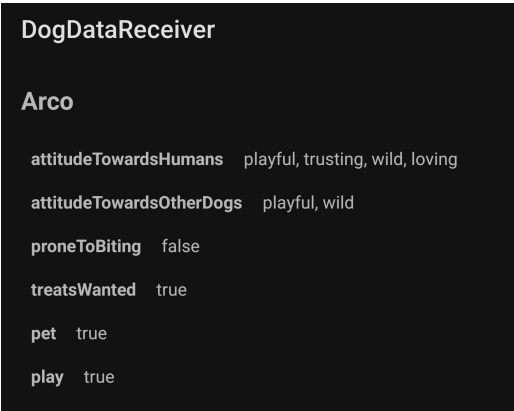 DogDataReceiver
Arco
attitudeTowardsHumans playful, trusting, wild, loving
attitudeTowardsOtherDogs playful, wild
proneToBiting false
treatsWanted true
pet true
play true